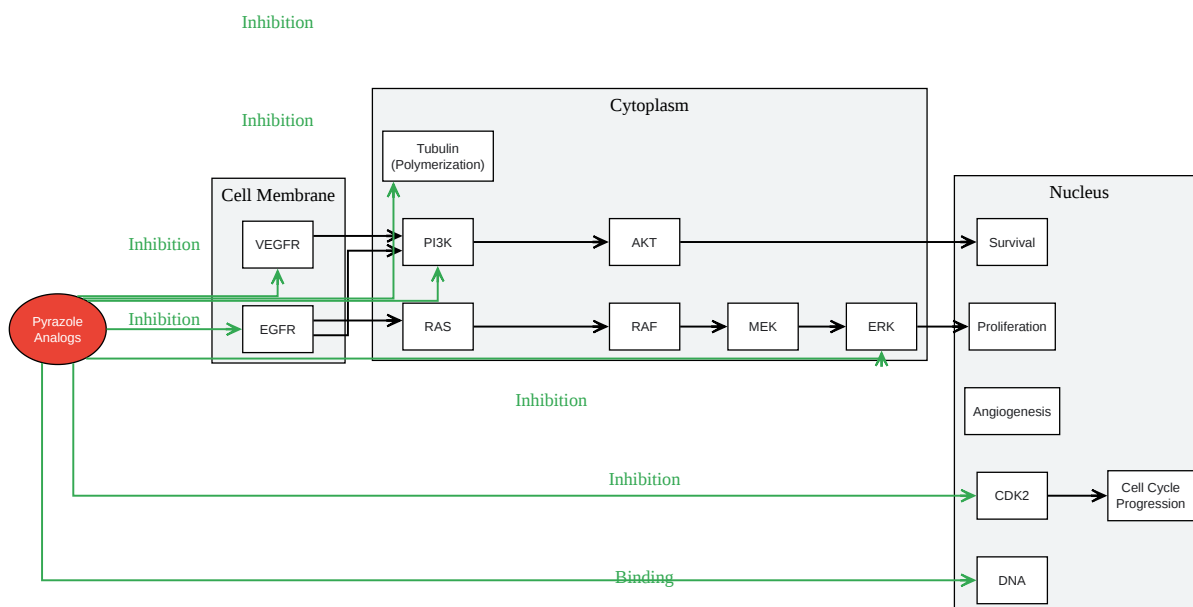 Inhibition
Cytoplasm
Inhibition
Tubulin
(Polymerization)
Cell Membrane
Nucleus
VEGFR
PI3K
AKT
Survival
Inhibition
Pyrazole
Analogs
Inhibition
EGFR
RAS
RAF
MEK
ERK
Proliferation
Inhibition
Angiogenesis
Inhibition
CDK2
Cell Cycle
Progression
Binding
DNA